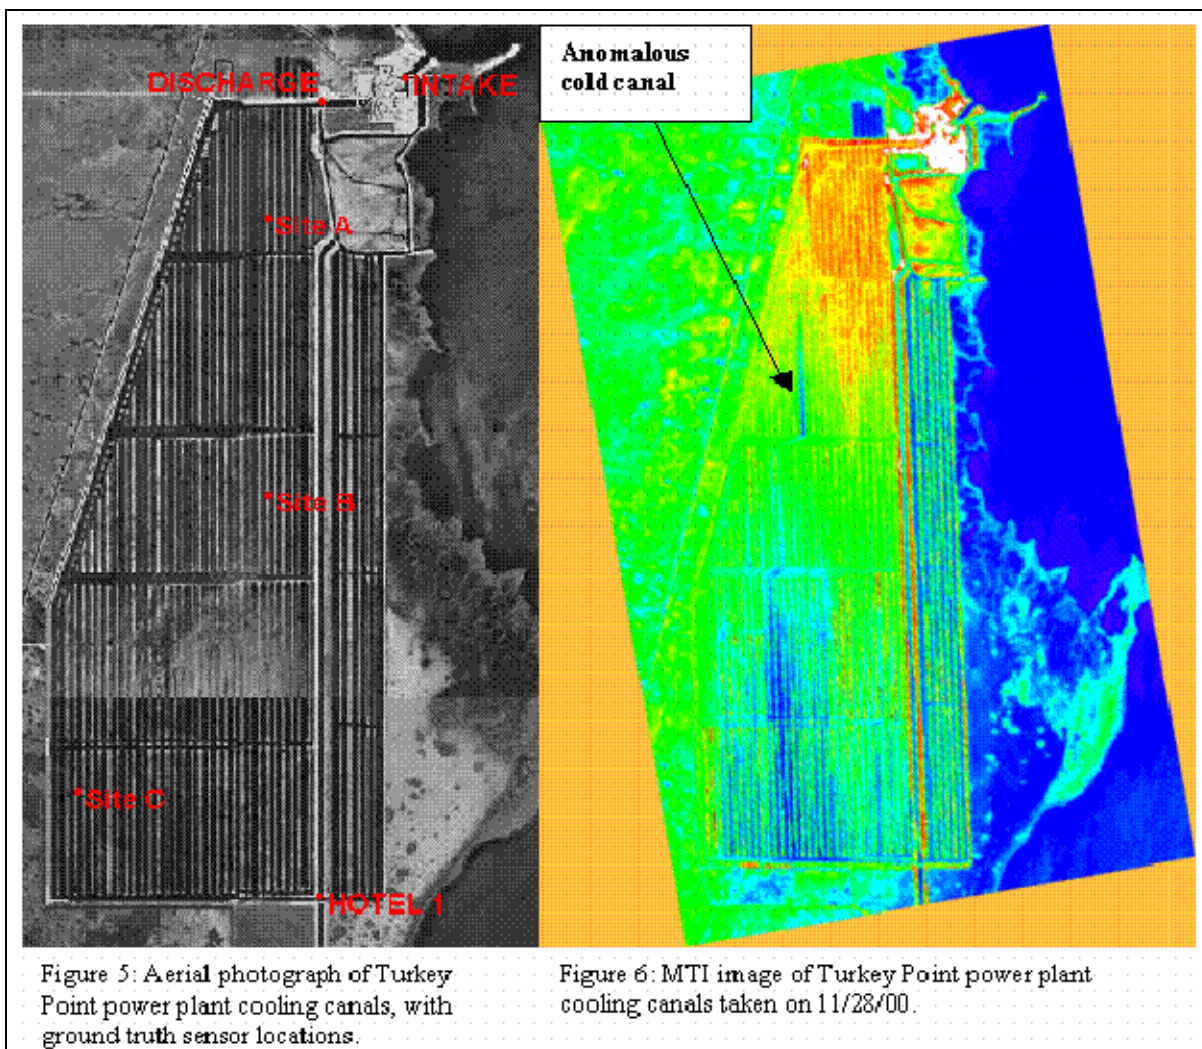 Anomalous
cold canal
DISCHARGE
INTAKE
Site A
Site B
Site C
HOTEL 1
Figure 5: Aerial photograph of Turkey
Point power plant cooling canals, with
ground truth sensor locations.
Figure 6: MTI image of Turkey Point power plant
cooling canals taken on 11/28/00.